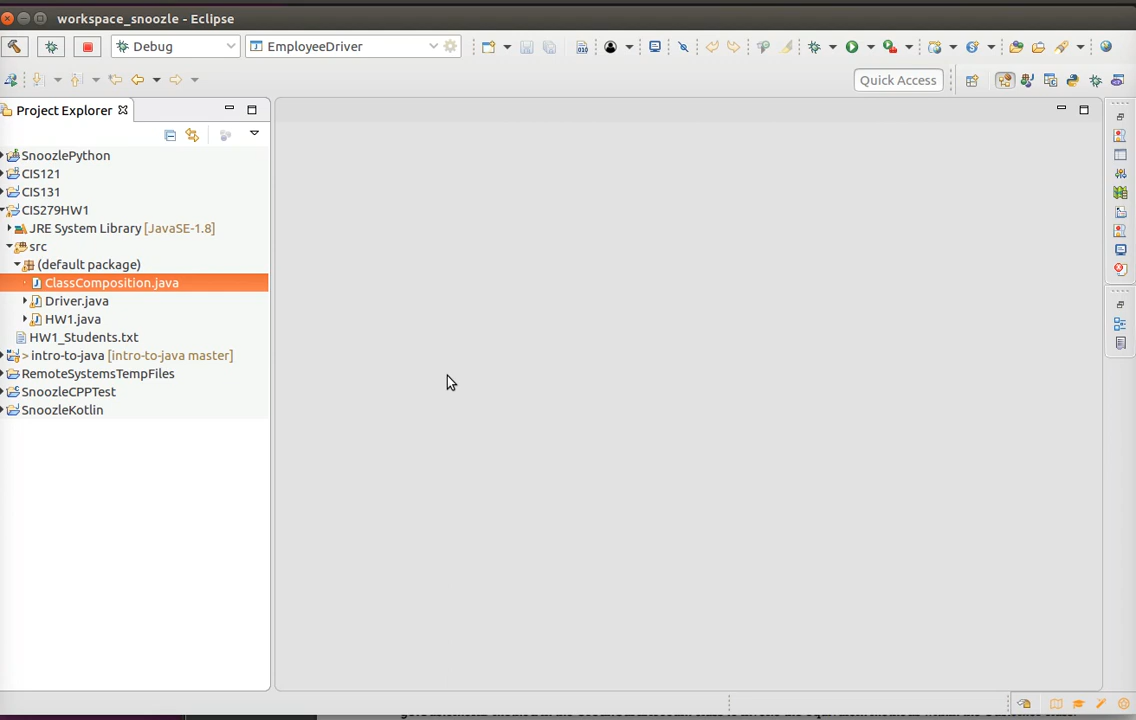 workspace_snoozle - Eclipse
Debug
EmployeeDriver
010
Quick Access
Project Explorer
SnoozlePython
CIS121
CIS131
CIS279HW1
JRE System Library [JavaSE-1.8]
src
(default package)
ClassComposition.java
Driver.java
HW1.java
HW1_Students.txt
> intro-to-java [intro-to-java master]
RemoteSystemsTempFiles
SnoozleCPPTest
SnoozleKotlin